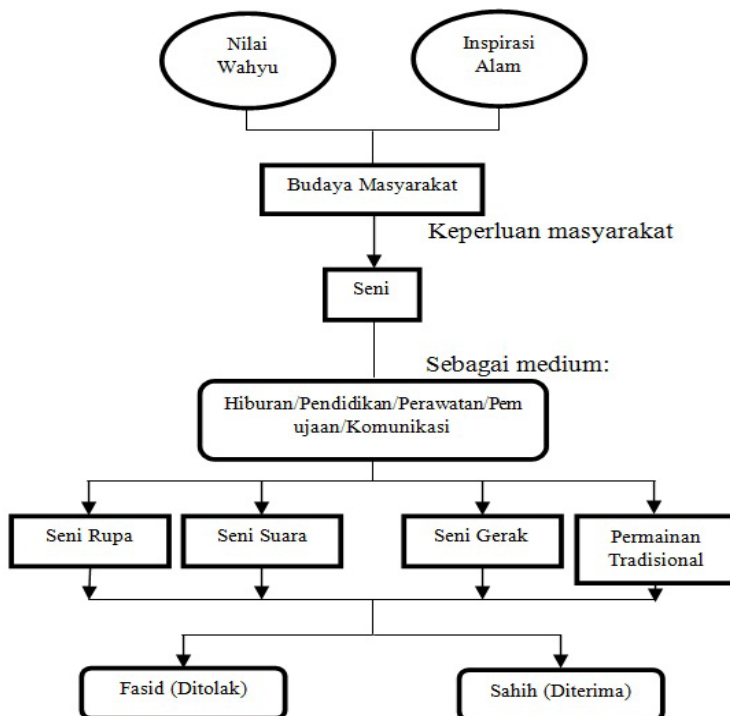 Nilai
Wahyu
Inspirasi
Alam
Budaya Masyarakat
Keperluan masyarakat
Seni
Sebagai medium:
Hiburan/Pendidikan/Perawatan/Pem
ujaan/Komunikasi
Seni Rupa
Seni Suara
Seni Gerak
Permainan
Tradisional
Fasid (Ditolak)
Sahih (Diterima)